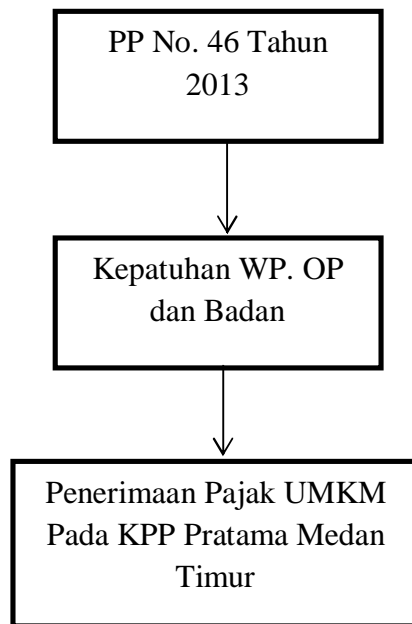 PP No. 46 Tahun
2013
Kepatuhan WP. OP
dan Badan
Penerimaan Pajak UMKM
Pada KPP Pratama Medan
Timur